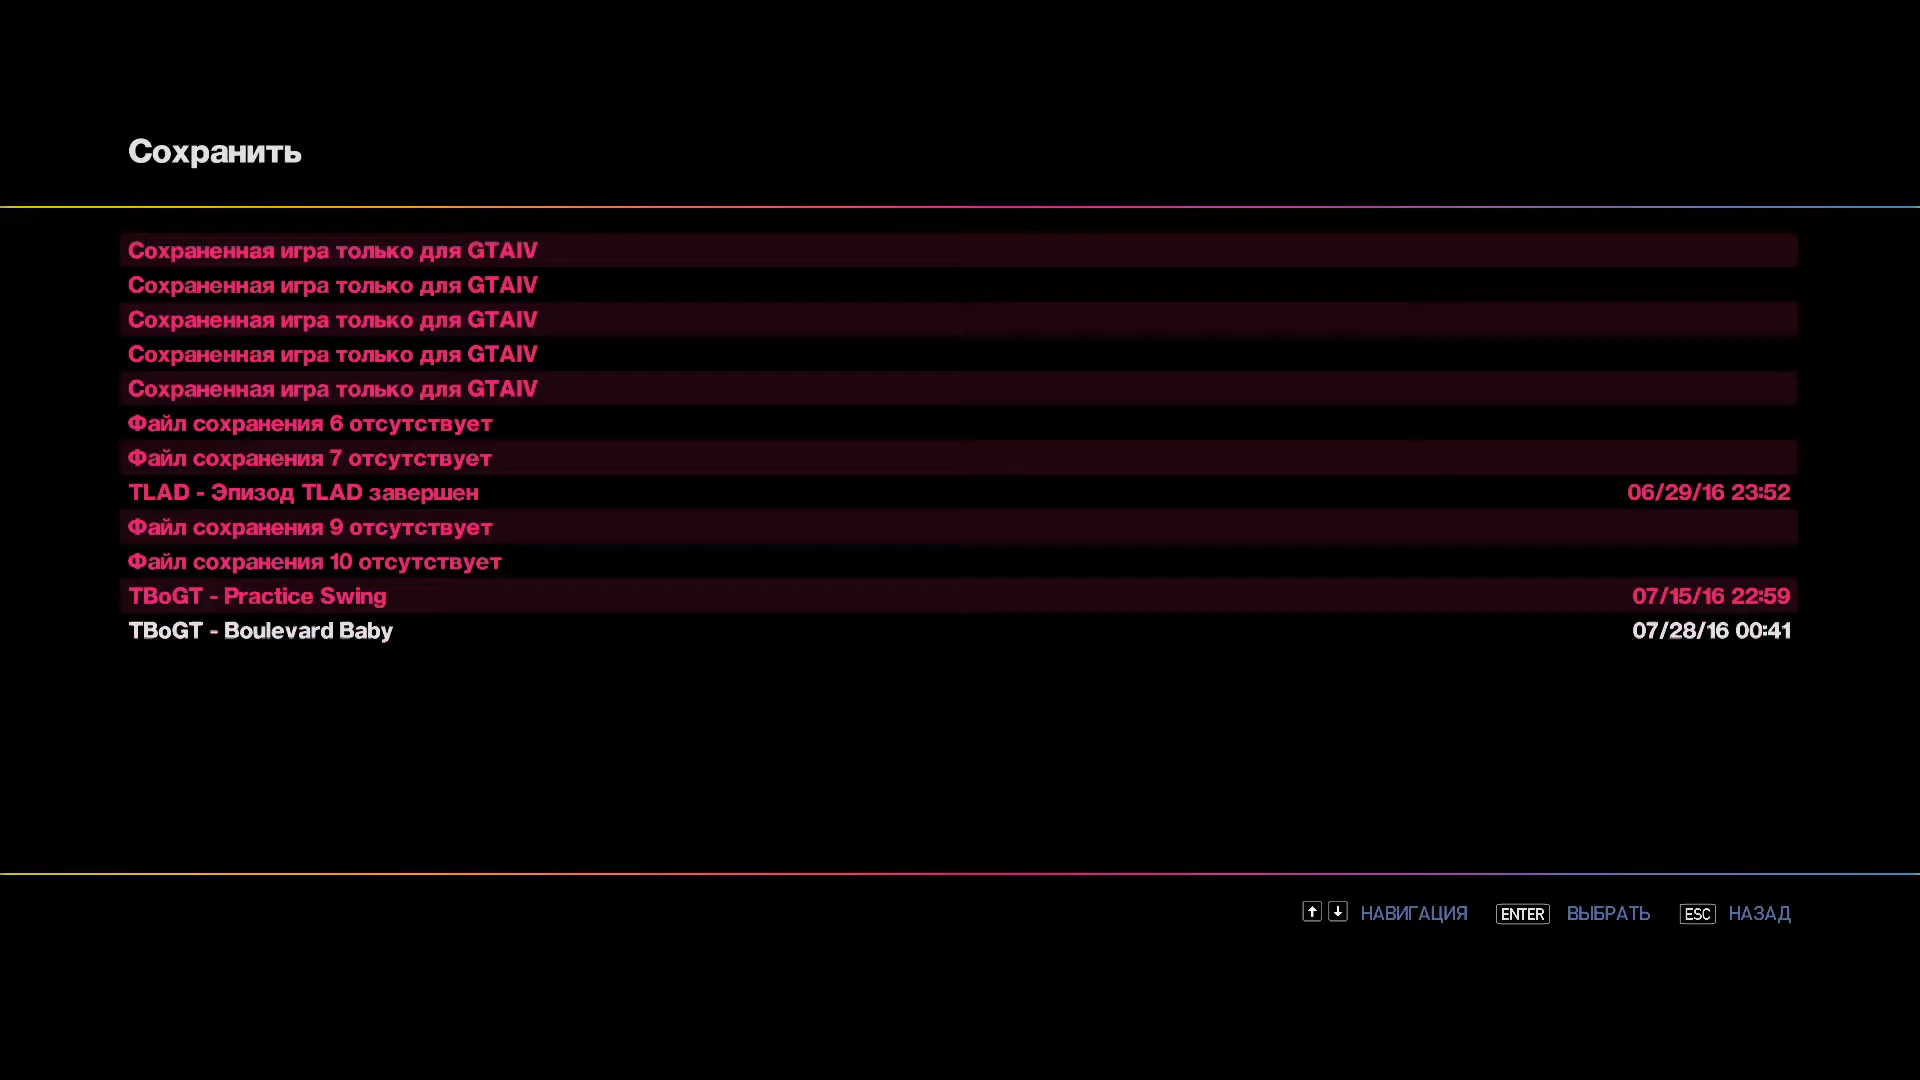 Сохранить
Сохраненная игра только для GTAIV
Сохраненная игра только для GTAIV
Сохраненная игра только для GTAIV
Сохраненная игра только для GTAIV
Сохраненная игра только для GTAIV
Файл сохранения 6 отсутствует
Файл сохранения 7 отсутствует
TLAD - Эпизод TLAD завершен 06/29/16 23:52
Файл сохранения 9 отсутствует
Файл сохранения 10 отсутствует
TBoGT - Practice Swing 07/15/16 22:59
TBoGT - Boulevard Baby 07/28/16 00:41
↑ ↓ НАВИГАЦИЯ ENTER ВЫБРАТЬ ESC НАЗАД